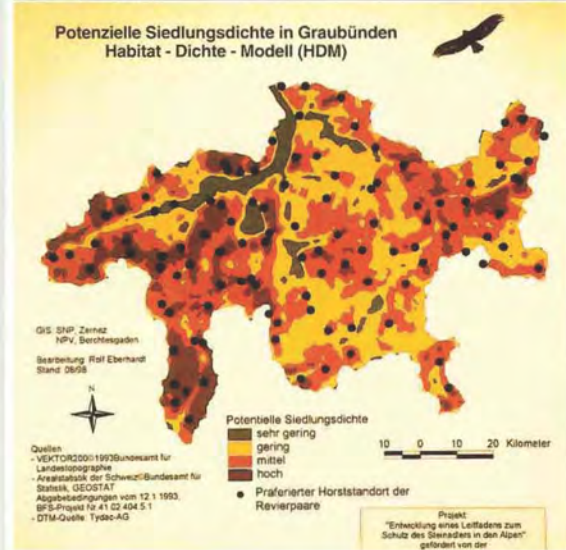 Potenzielle Siedlungsdichte in Graubünden
Habitat - Dichte - Modell (HDM)
GIS: SNP, Zernez
NPV, Berchtesgaden
Bearbeitung: Rolf Eberhardt
Stand: 08/98
N
Quellen
- VEKTOR200©1993Bundesamt für
Landestopographie
- Arealstatistik der Schweiz©Bundesamt für
Statistik, GEOSTAT
Abgabebedingungen vom 12.1.1993,
BFS-Projekt Nr.41.02.404.5.1
- DTM-Quelle: Tydac-AG
Potentielle Siedlungsdichte
sehr gering
gering
mittel
hoch
Präferierter Horststandort der
Revierpaare
10 0 10 20 Kilometer
Projekt:
"Entwicklung eines Leitfadens zum
Schutz des Steinadlers in den Alpen"
gefördert von der